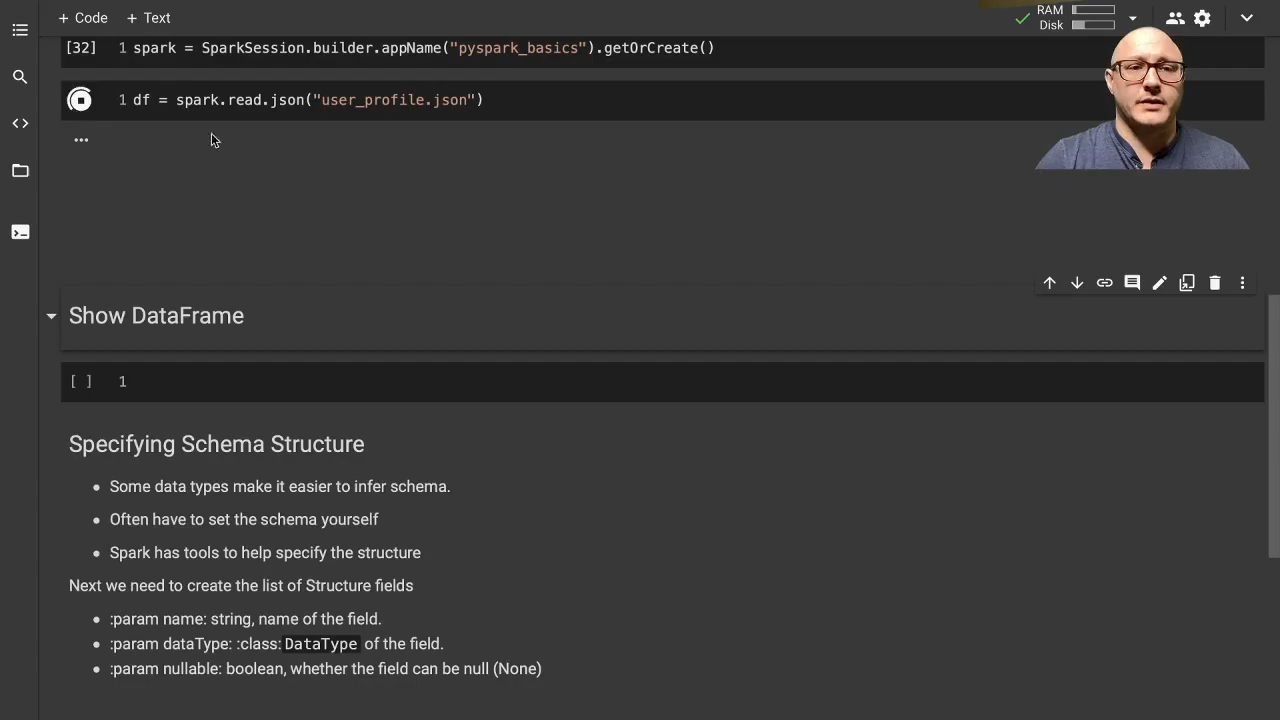 + Code + Text
RAM
Disk
[32] 1 spark = SparkSession.builder.appName("pyspark_basics").getOrCreate()
1 df = spark.read.json("user_profile.json")
Show DataFrame
[ ] 1
Specifying Schema Structure
• Some data types make it easier to infer schema.
• Often have to set the schema yourself
• Spark has tools to help specify the structure
Next we need to create the list of Structure fields
• :param name: string, name of the field.
• :param dataType: :class: DataType of the field.
• :param nullable: boolean, whether the field can be null (None)